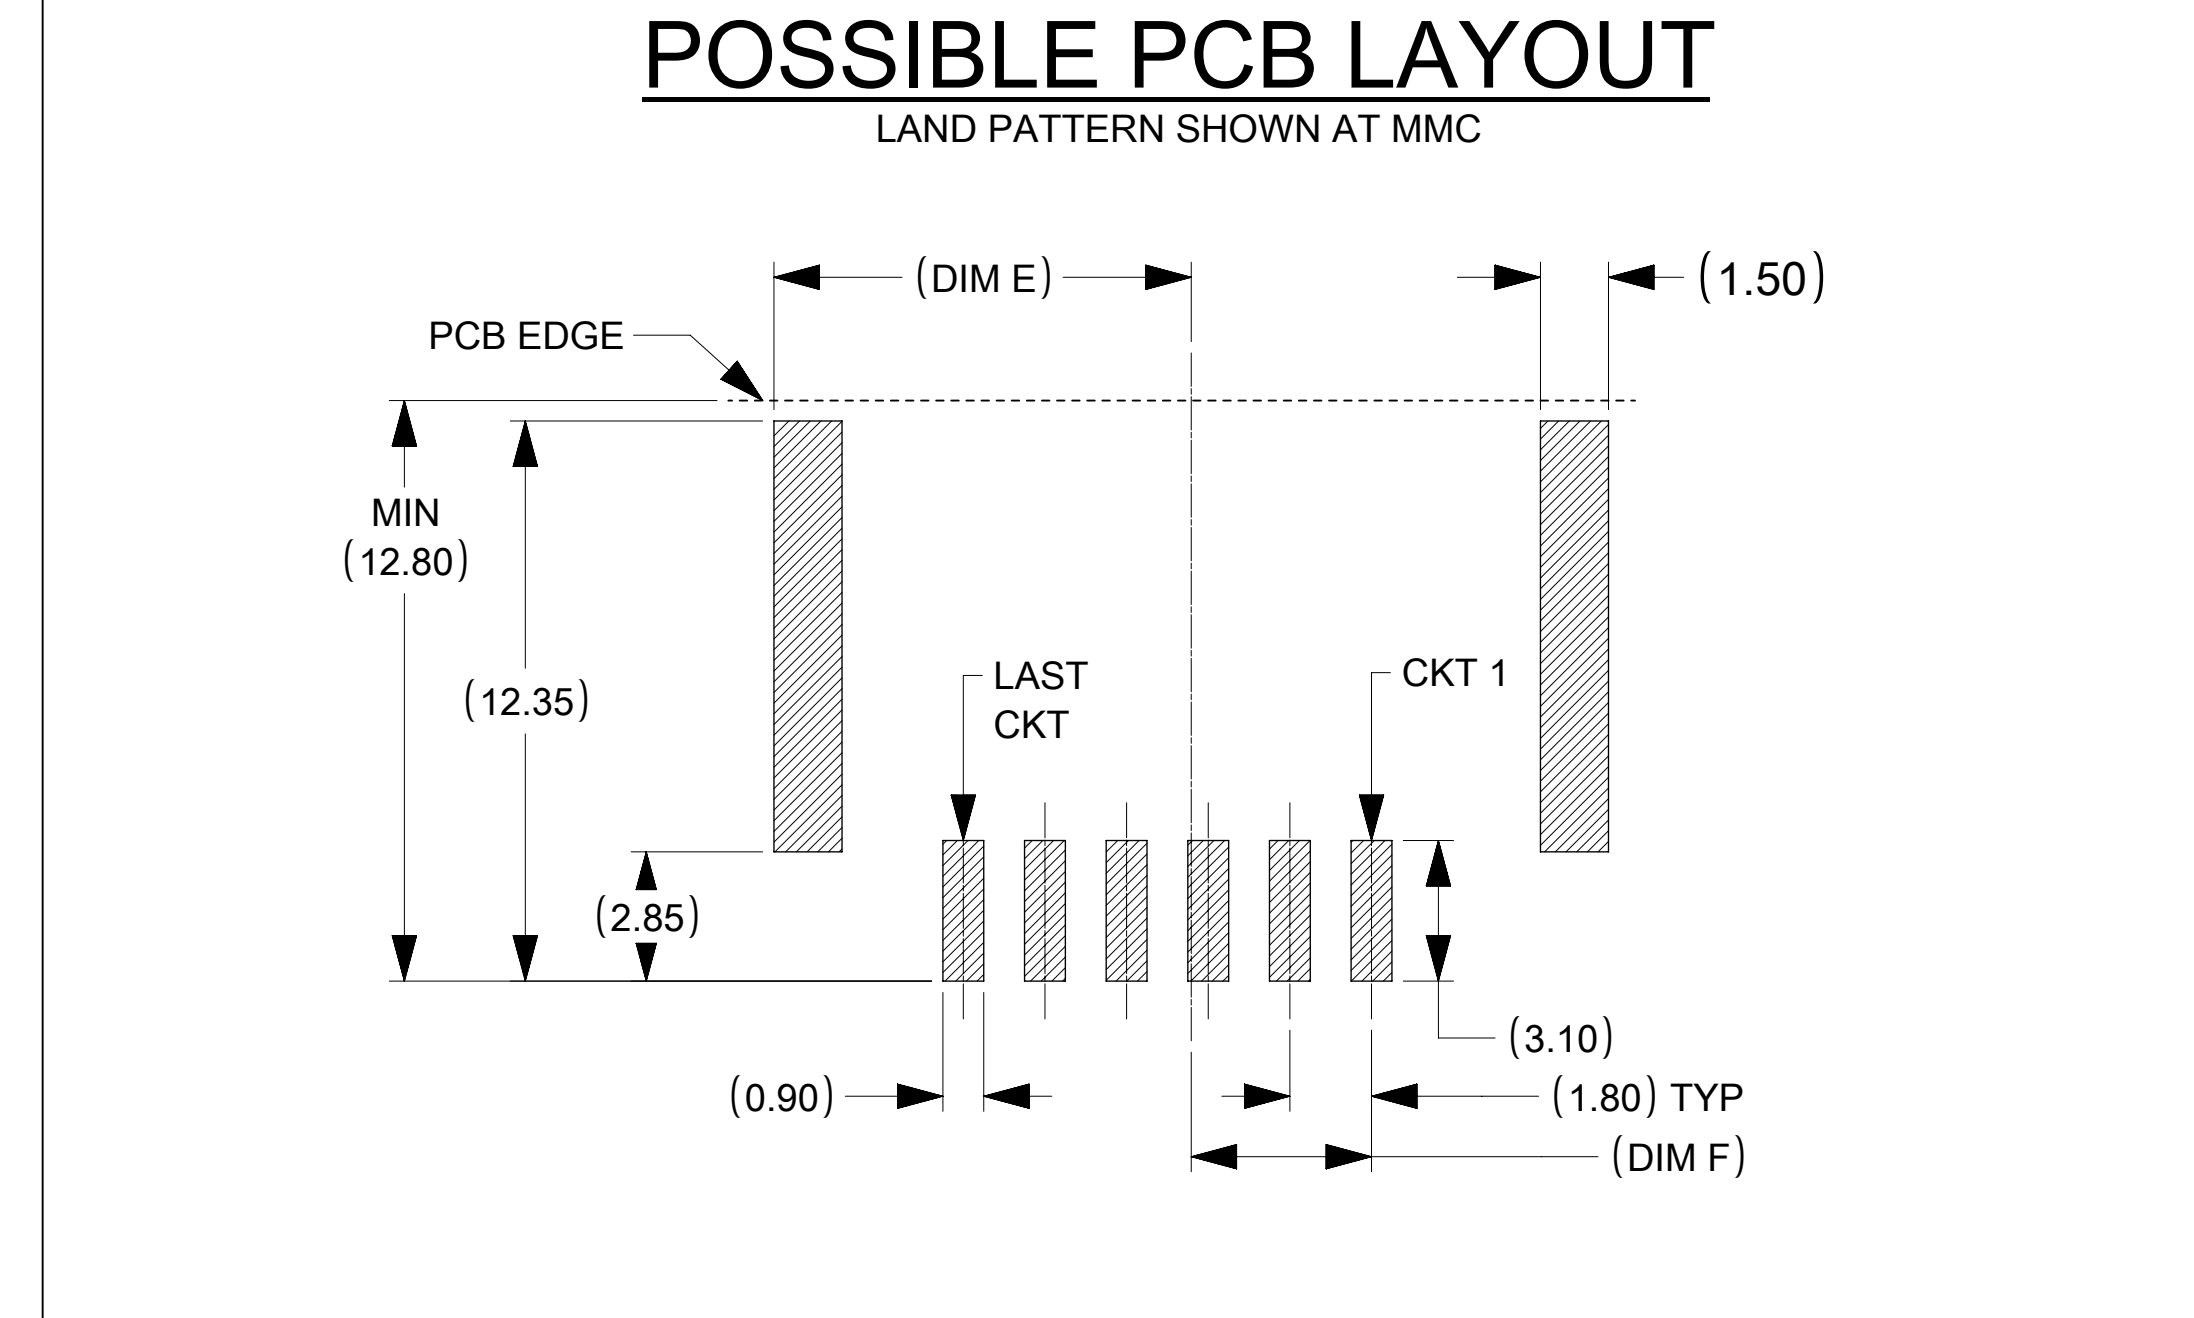 POSSIBLE PCB LAYOUT
LAND PATTERN SHOWN AT MMC
(DIM E)
(1.50)
PCB EDGE
MIN
(12.80)
(12.35)
LAST
CKT
CKT 1
(2.85)
(3.10)
(0.90)
(1.80) TYP
(DIM F)